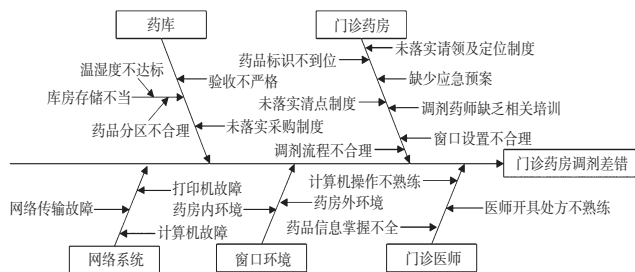 药库
门诊药房
未落实请领及定位制度
药品标识不到位
温湿度不达标
验收不严格
缺少应急预案
库房存储不当
未落实清点制度
调剂药师缺乏相关培训
药品分区不合理
未落实采购制度
窗口设置不合理
调剂流程不合理
门诊药房调剂差错
打印机故障
计算机操作不熟练
药房外环境
网络传输故障
药房内环境
医师开具处方不熟练
计算机故障
药品信息掌握不全
网络系统
窗口环境
门诊医师